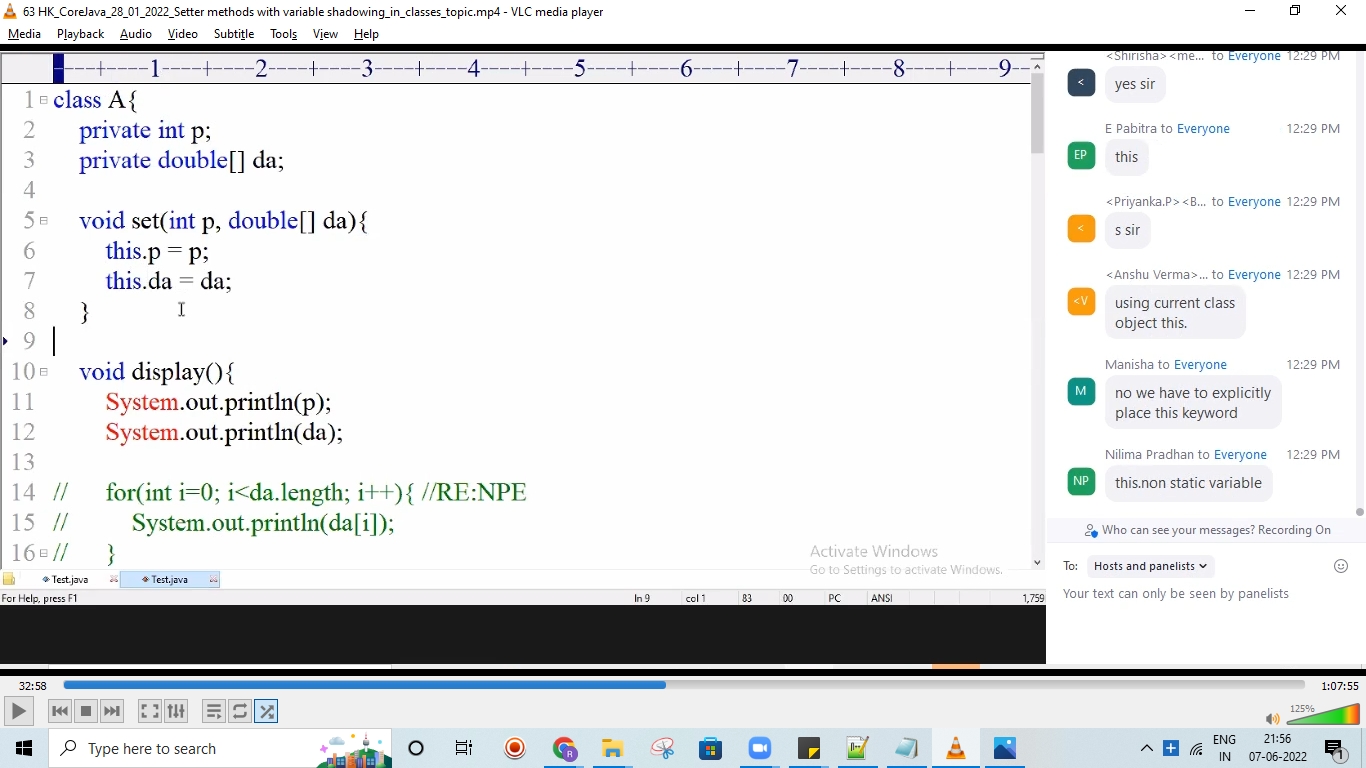 63 HK_CoreJava_28_01_2022_Setter methods with variable shadowing_in_classes_topic.mp4 - VLC media player
Media Playback Audio Video Subtitle Tools View Help
-+----1----+----2----+----3----+----4----+----5----+----6----+----7----+----8----+----9--
1 class A{
2 private int p;
3 private double[] da;
4
5 void set(int p, double[] da){
6 this.p = p;
7 this.da = da;
8 }
9
10 void display(){
11 System.out.println(p);
12 System.out.println(da);
13
14 // for(int i=0; i<da.length; i++){ //RE:NPE
15 // System.out.println(da[i]);
16 // }
Activate Windows
Go to Settings to activate Windows.
Test.java Test.java
For Help, press F1 ln 9 col 1 83 00 PC ANSI 1,759
<Shirisha> <me... to Everyone 12:29 PM
<
yes sir
E Pabitra to Everyone 12:29 PM
EP
this
<Priyanka.P> <B... to Everyone 12:29 PM
<
s sir
<Anshu Verma>... to Everyone 12:29 PM
<V
using current class
object this.
Manisha to Everyone 12:29 PM
M
no we have to explicitly
place this keyword
Nilima Pradhan to Everyone 12:29 PM
NP
this.non static variable
Who can see your messages? Recording On
To: Hosts and panelists
Your text can only be seen by panelists
32:58 1:07:55
125%
Type here to search
R
ENG
IN
21:56
07-06-2022
1